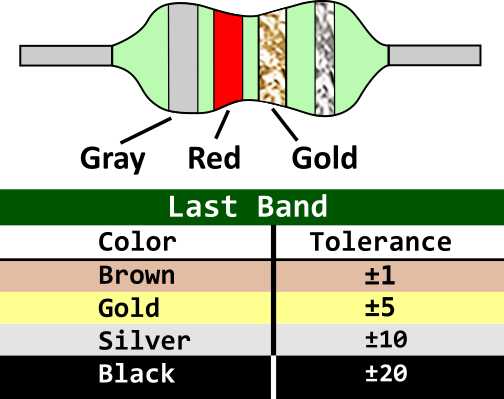 Gray Red Gold
Last Band
Color Tolerance
Brown ±1
Gold ±5
Silver ±10
Black ±20